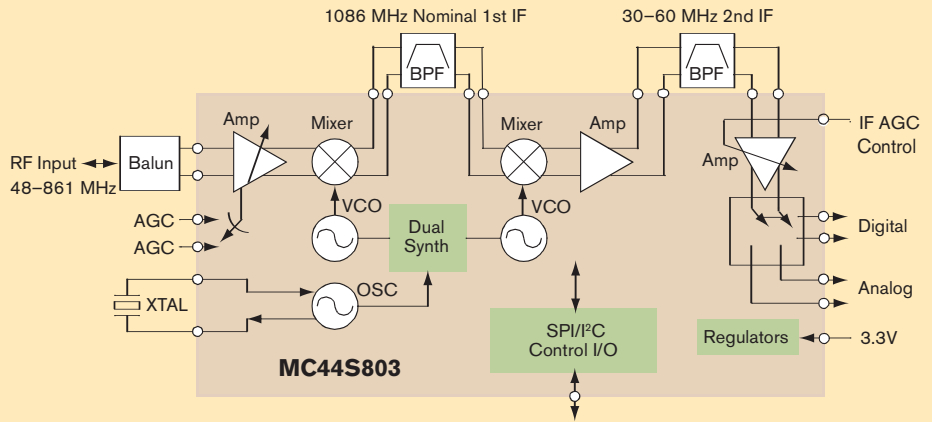 1086 MHz Nominal 1st IF
30–60 MHz 2nd IF
BPF
BPF
Amp
Mixer
Mixer
Amp
IF AGC
Control
RF Input
48–861 MHz
Balun
Amp
AGC
AGC
VCO
VCO
Dual
Synth
Digital
XTAL
OSC
Analog
SPI/I²C
Control I/O
Regulators
3.3V
MC44S803